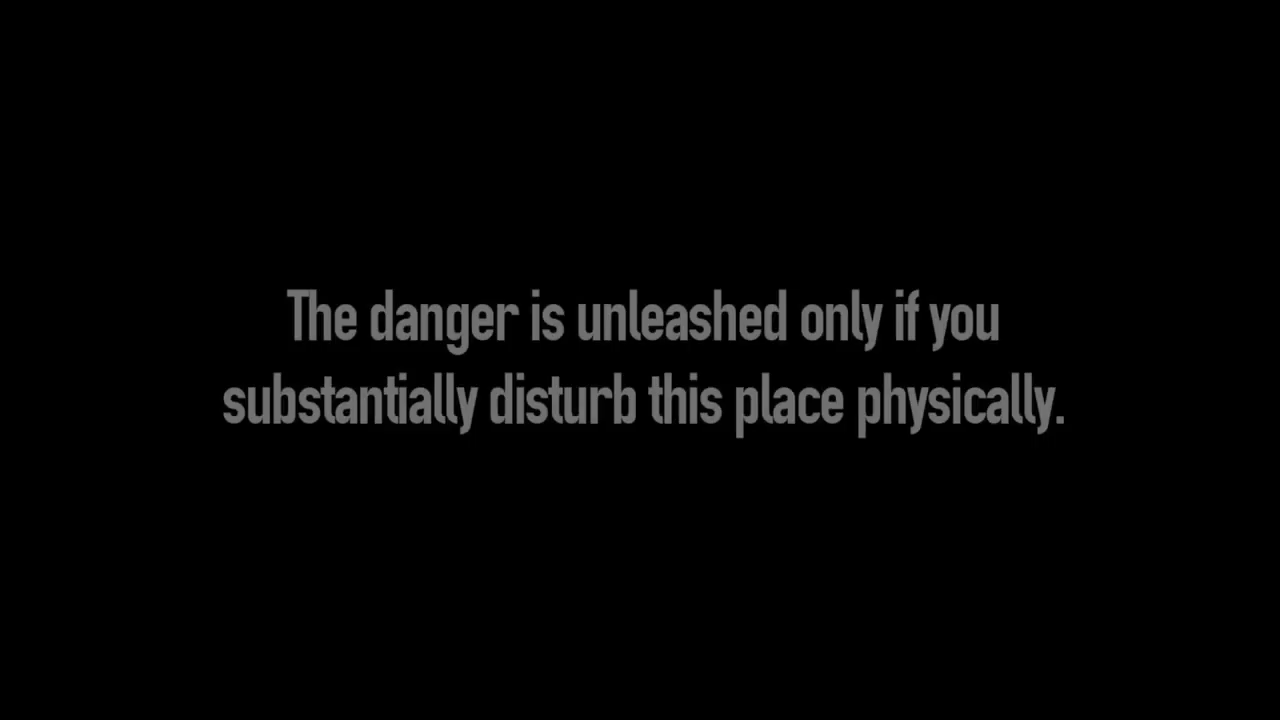 The danger is unleashed only if you
substantially disturb this place physically.